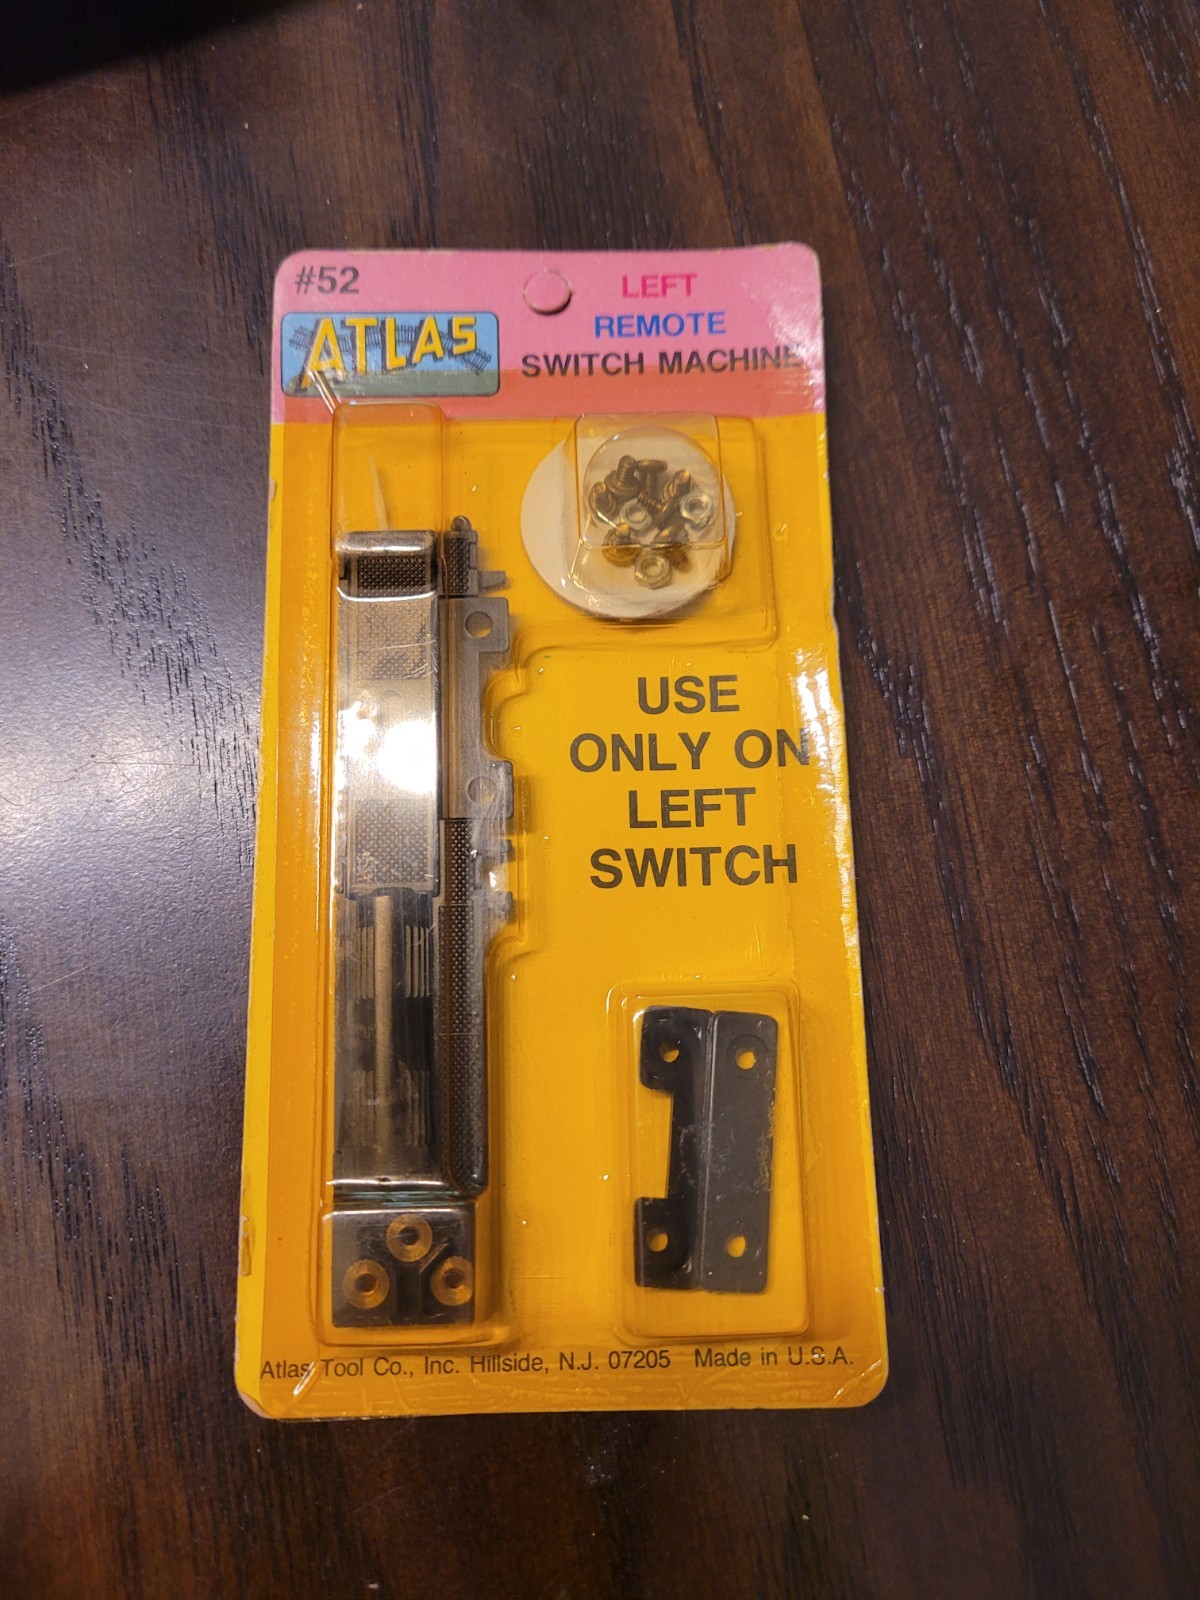 #52
ATLAS
LEFT
REMOTE
SWITCH MACHINE
USE
ONLY ON
LEFT
SWITCH
Atlas Tool Co., Inc. Hillside, N.J. 07205 Made in U.S.A.